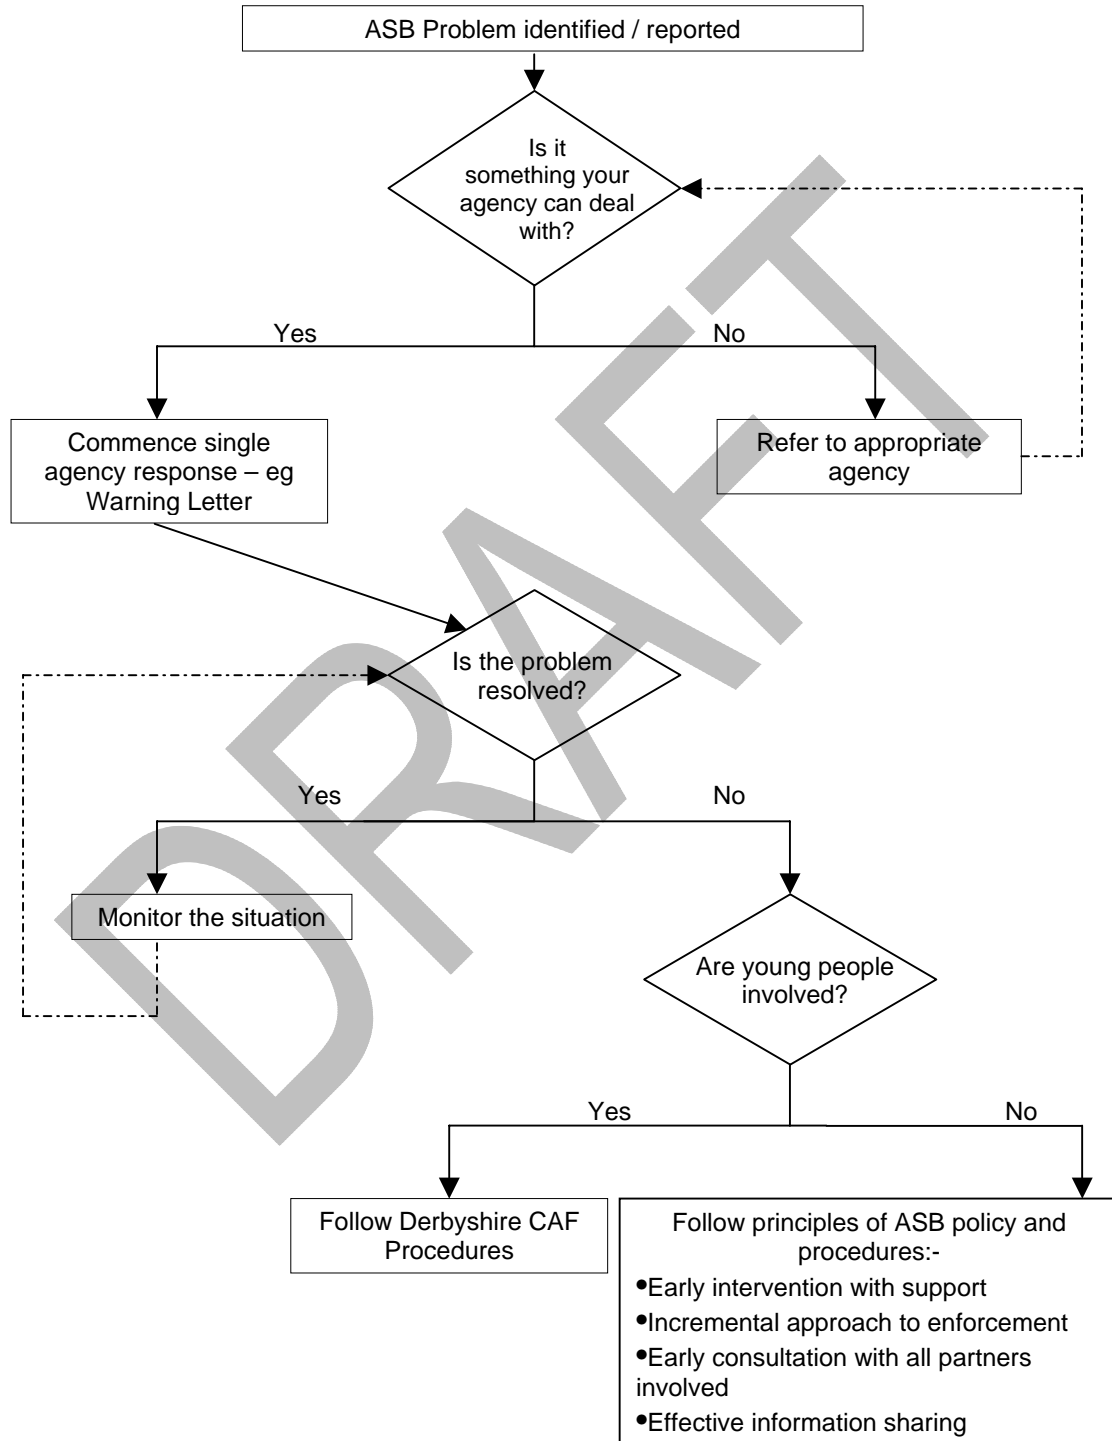 ASB Problem identified / reported
Is it
something your
agency can deal
with?
Yes
No
Commence single
agency response – eg
Warning Letter
Refer to appropriate
agency
Is the problem
resolved?
Yes
No
Monitor the situation
Are young people
involved?
Yes
No
Follow Derbyshire CAF
Procedures
Follow principles of ASB policy and
procedures:-
•Early intervention with support
•Incremental approach to enforcement
•Early consultation with all partners
involved
•Effective information sharing
DRAFT